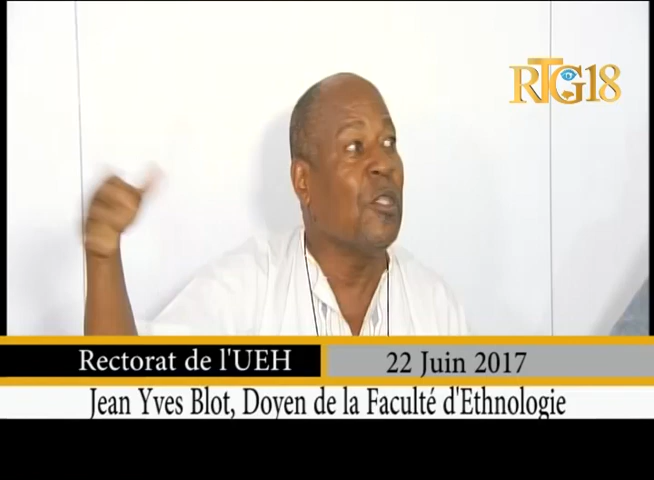 RTG18
Rectorat de l'UEH
22 Juin 2017
Jean Yves Blot, Doyen de la Faculté d'Ethnologie